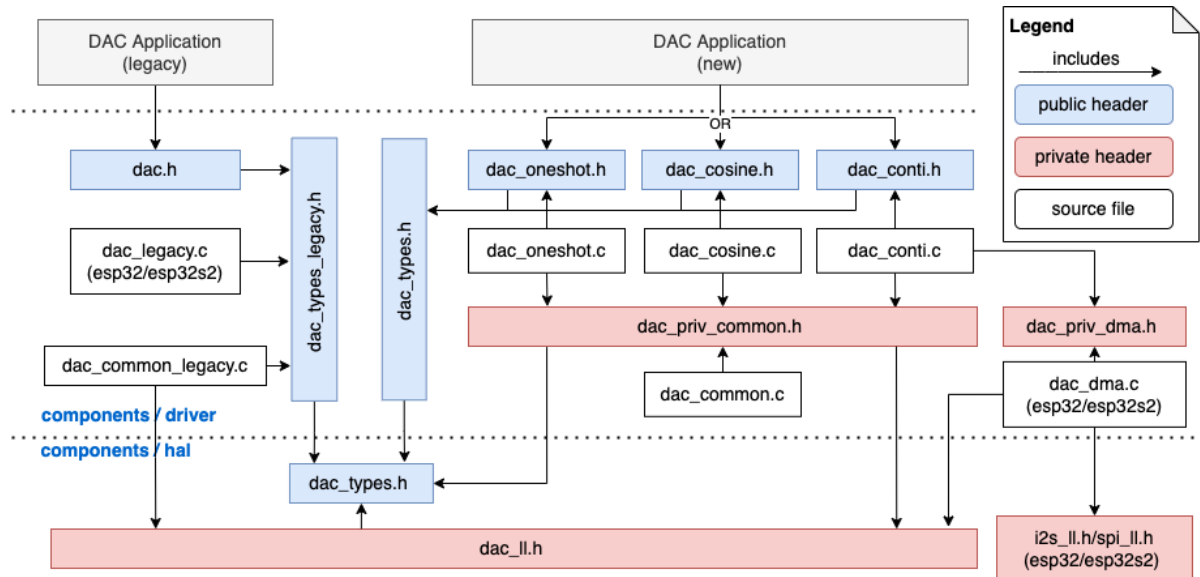 DAC Application
(legacy)
DAC Application
(new)
Legend
includes
public header
private header
source file
OR
dac.h
dac_types_legacy.h
dac_types.h
dac_oneshot.h
dac_cosine.h
dac_conti.h
dac_legacy.c
(esp32/esp32s2)
dac_oneshot.c
dac_cosine.c
dac_conti.c
dac_priv_common.h
dac_priv_dma.h
dac_common_legacy.c
dac_common.c
dac_dma.c
(esp32/esp32s2)
components / driver
components / hal
dac_types.h
dac_ll.h
i2s_ll.h/spi_ll.h
(esp32/esp32s2)